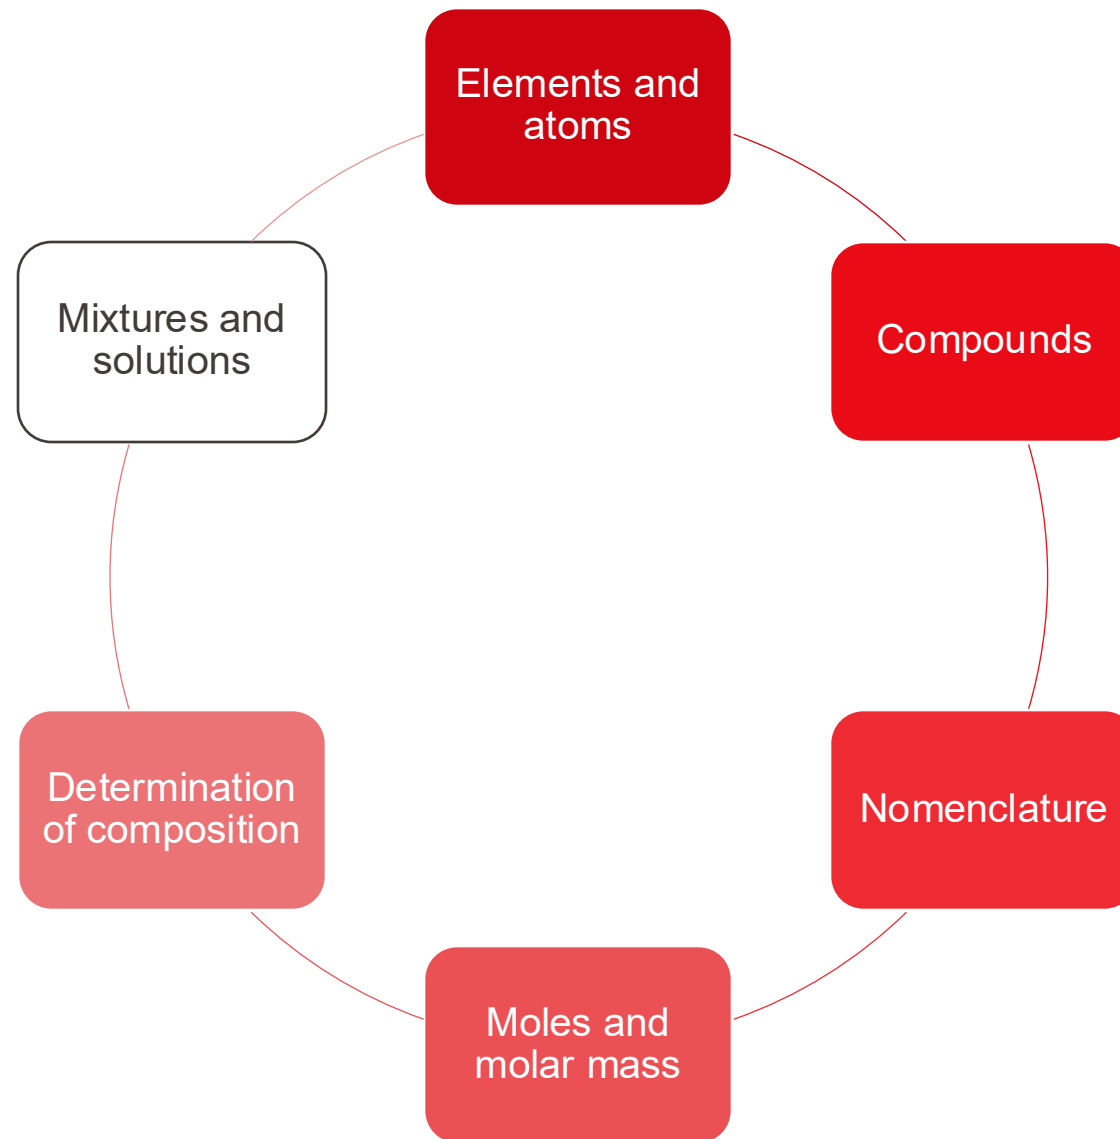 Elements and
atoms
Compounds
Nomenclature
Moles and
molar mass
Determination
of composition
Mixtures and
solutions